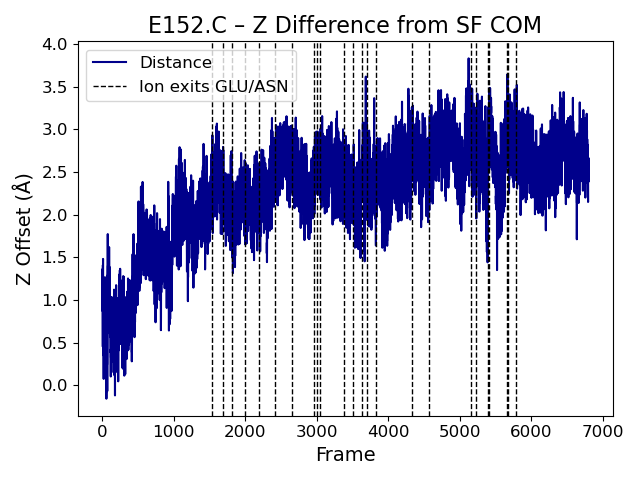 E152.C – Z Difference from SF COM
Distance
Ion exits GLU/ASN
Z Offset (Å)
4.0
3.5
3.0
2.5
2.0
1.5
1.0
0.5
0.0
0 1000 2000 3000 4000 5000 6000 7000
Frame